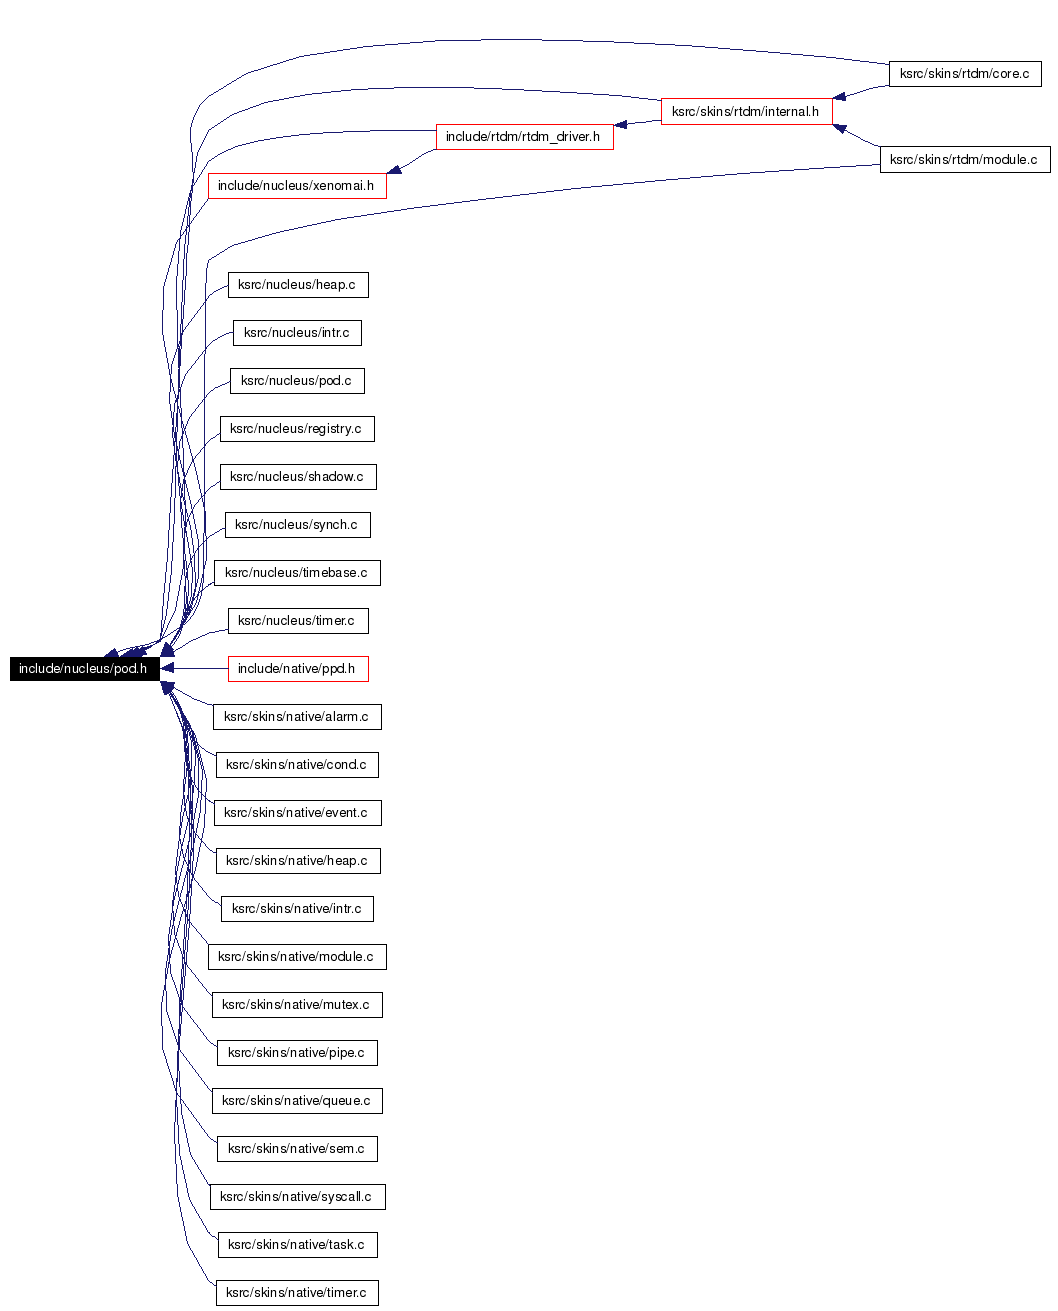 ksrc/skins/rtdm/core.c
ksrc/skins/rtdm/internal.h
include/rtdm/rtdm_driver.h
ksrc/skins/rtdm/module.c
include/nucleus/xenomai.h
ksrc/nucleus/heap.c
ksrc/nucleus/intr.c
ksrc/nucleus/pod.c
ksrc/nucleus/registry.c
ksrc/nucleus/shadow.c
ksrc/nucleus/synch.c
ksrc/nucleus/timebase.c
ksrc/nucleus/timer.c
include/nucleus/pod.h
include/native/ppd.h
ksrc/skins/native/alarm.c
ksrc/skins/native/cond.c
ksrc/skins/native/event.c
ksrc/skins/native/heap.c
ksrc/skins/native/intr.c
ksrc/skins/native/module.c
ksrc/skins/native/mutex.c
ksrc/skins/native/pipe.c
ksrc/skins/native/queue.c
ksrc/skins/native/sem.c
ksrc/skins/native/syscall.c
ksrc/skins/native/task.c
ksrc/skins/native/timer.c